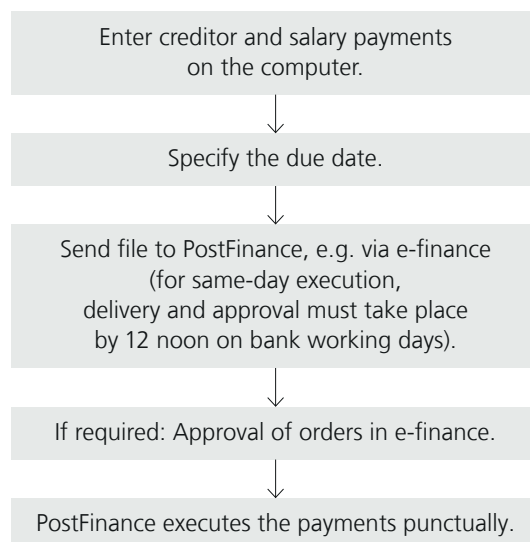 Enter creditor and salary payments
on the computer.
Specify the due date.
Send file to PostFinance, e.g. via e-finance
(for same-day execution,
delivery and approval must take place
by 12 noon on bank working days).
If required: Approval of orders in e-finance.
PostFinance executes the payments punctually.